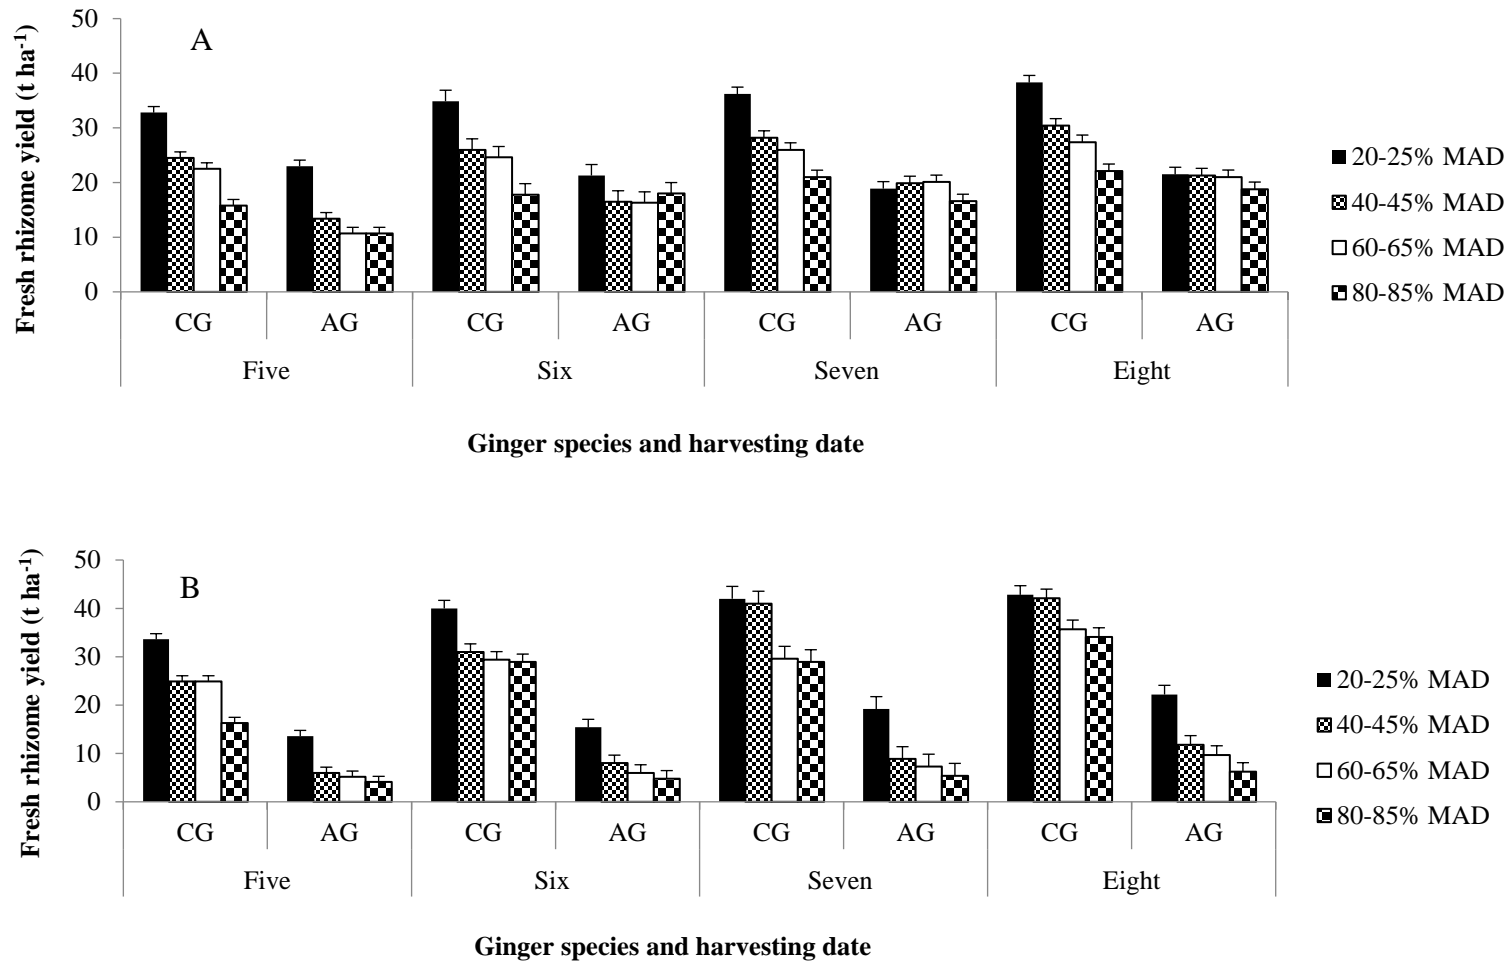 A
Fresh rhizome yield (t ha-1)
50
40
30
20
10
0
CG AG CG AG CG AG CG AG
Five Six Seven Eight
Ginger species and harvesting date
20-25% MAD
40-45% MAD
60-65% MAD
80-85% MAD
B
Fresh rhizome yield (t ha-1)
50
40
30
20
10
0
CG AG CG AG CG AG CG AG
Five Six Seven Eight
Ginger species and harvesting date
20-25% MAD
40-45% MAD
60-65% MAD
80-85% MAD